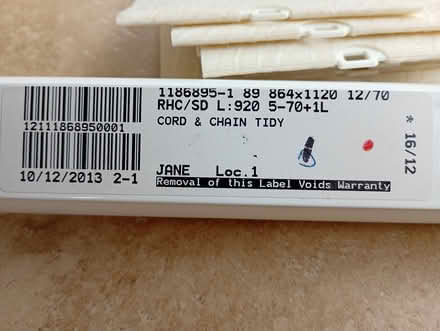 1186895-1 89 864x1120 12/70
RHC/SD L:920 5-70+1L
CORD & CHAIN TIDY
12111868950001
10/12/2013 2-1
JANE Loc.1
Removal of this Label Voids Warranty
* 16/12